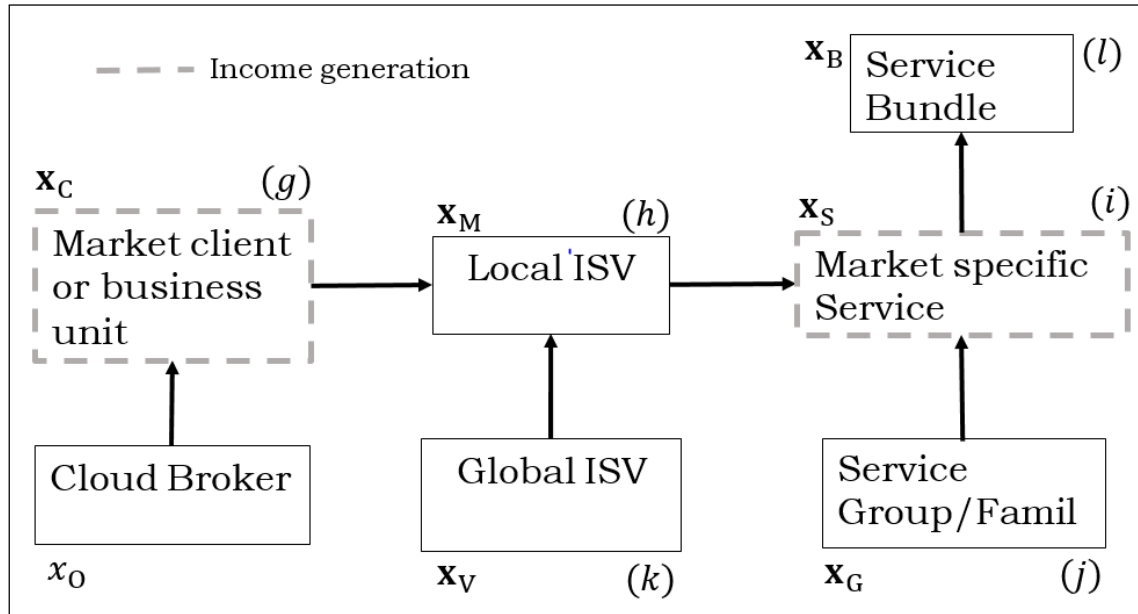 Income generation
𝐱_B
Service
Bundle
(l)
𝐱_C
(g)
Market client
or business
unit
𝐱_M
(h)
Local ISV
𝐱_S
(i)
Market specific
Service
Cloud Broker
x_O
Global ISV
𝐱_V
(k)
Service
Group/Famil
𝐱_G
(j)